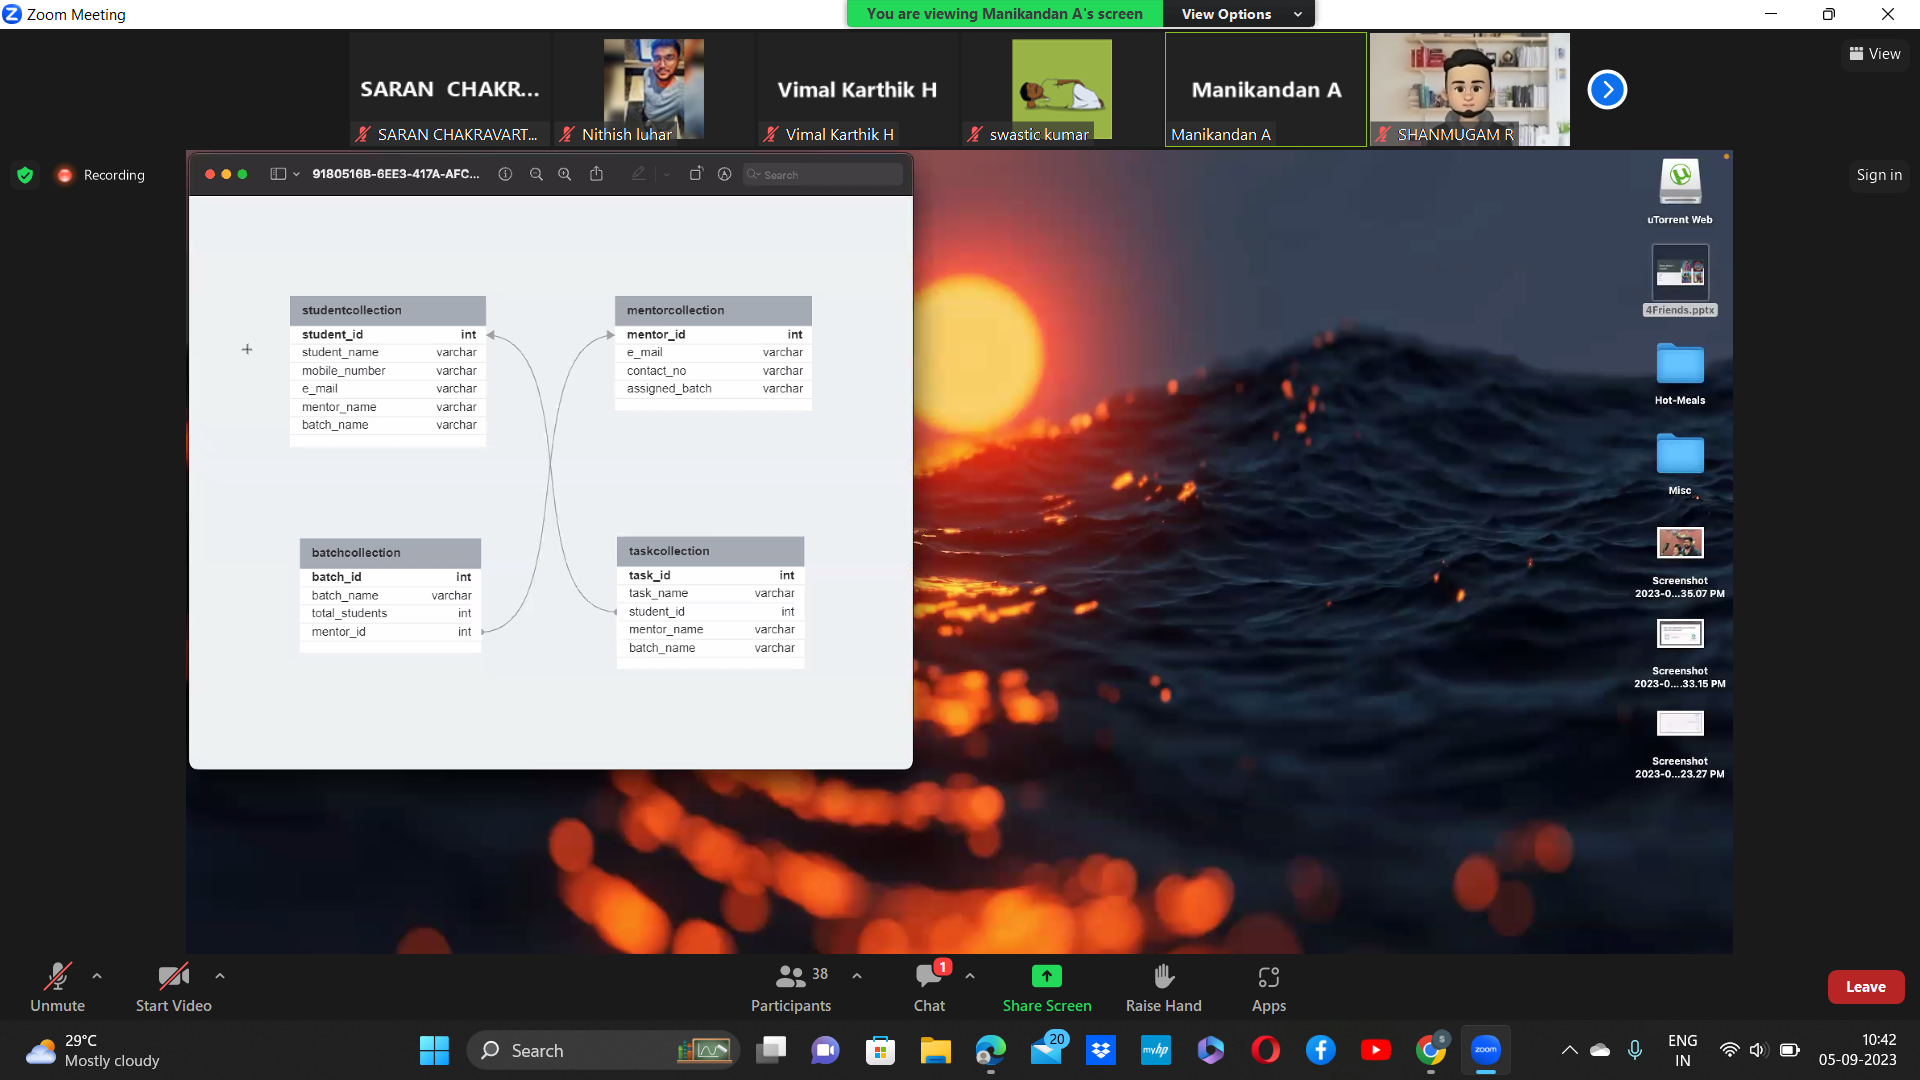 Zoom Meeting
You are viewing Manikandan A's screen
View Options
SARAN CHAKR...
Vimal Karthik H
Manikandan A
View
SARAN CHAKRAVART...
Nithish luhar
Vimal Karthik H
swastic kumar
Manikandan A
SHANMUGAM R
Recording
Sign in
9180516B-6EE3-417A-AFC...
Search
studentcollection
student_id int
student_name varchar
mobile_number varchar
e_mail varchar
mentor_name varchar
batch_name varchar
mentorcollection
mentor_id int
e_mail varchar
contact_no varchar
assigned_batch varchar
batchcollection
batch_id int
batch_name varchar
total_students int
mentor_id int
taskcollection
task_id int
task_name varchar
student_id int
mentor_name varchar
batch_name varchar
uTorrent Web
4Friends.pptx
Hot-Meals
Misc
Screenshot
2023-0...35.07 PM
Screenshot
2023-0....33.15 PM
Screenshot
2023-0...23.27 PM
Unmute
Start Video
38
Participants
1
Chat
Share Screen
Raise Hand
Apps
Leave
29°C
Mostly cloudy
Search
20
myhp
S
zoom
ENG
IN
10:42
05-09-2023